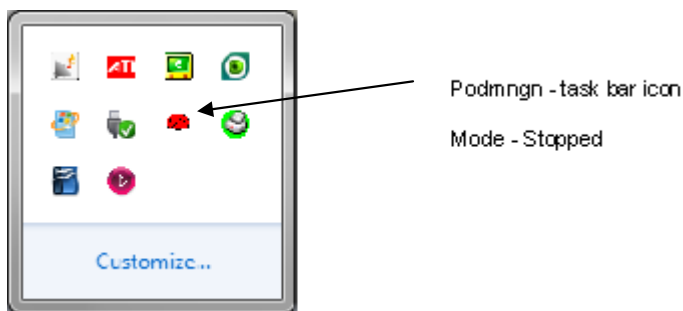 ATI
Podmngn - task bar icon
Mode - Stopped
Customize...